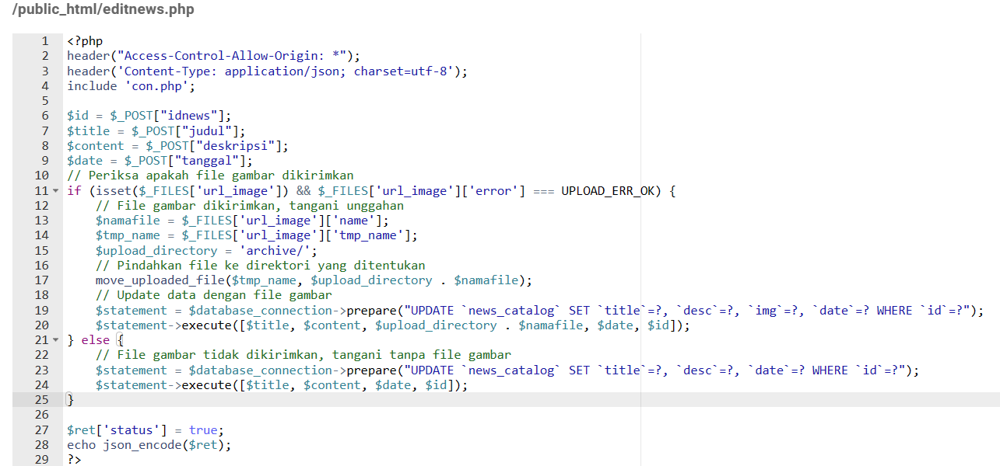 /public_html/editnews.php
1 <?php
2 header("Access-Control-Allow-Origin: *");
3 header('Content-Type: application/json; charset=utf-8');
4 include 'con.php';
5
6 $id = $_POST["idnews"];
7 $title = $_POST["judul"];
8 $content = $_POST["deskripsi"];
9 $date = $_POST["tanggal"];
10 // Periksa apakah file gambar dikirimkan
11 if (isset($_FILES['url_image']) && $_FILES['url_image']['error'] === UPLOAD_ERR_OK) {
12     // File gambar dikirimkan, tangani unggahan
13     $namafile = $_FILES['url_image']['name'];
14     $tmp_name = $_FILES['url_image']['tmp_name'];
15     $upload_directory = 'archive/';
16     // Pindahkan file ke direktori yang ditentukan
17     move_uploaded_file($tmp_name, $upload_directory . $namafile);
18     // Update data dengan file gambar
19     $statement = $database_connection->prepare("UPDATE `news_catalog` SET `title`=?, `desc`=?, `img`=?, `date`=? WHERE `id`=?");
20     $statement->execute([$title, $content, $upload_directory . $namafile, $date, $id]);
21 } else {
22     // File gambar tidak dikirimkan, tangani tanpa file gambar
23     $statement = $database_connection->prepare("UPDATE `news_catalog` SET `title`=?, `desc`=?, `date`=? WHERE `id`=?");
24     $statement->execute([$title, $content, $date, $id]);
25 }
26
27 $ret['status'] = true;
28 echo json_encode($ret);
29 ?>